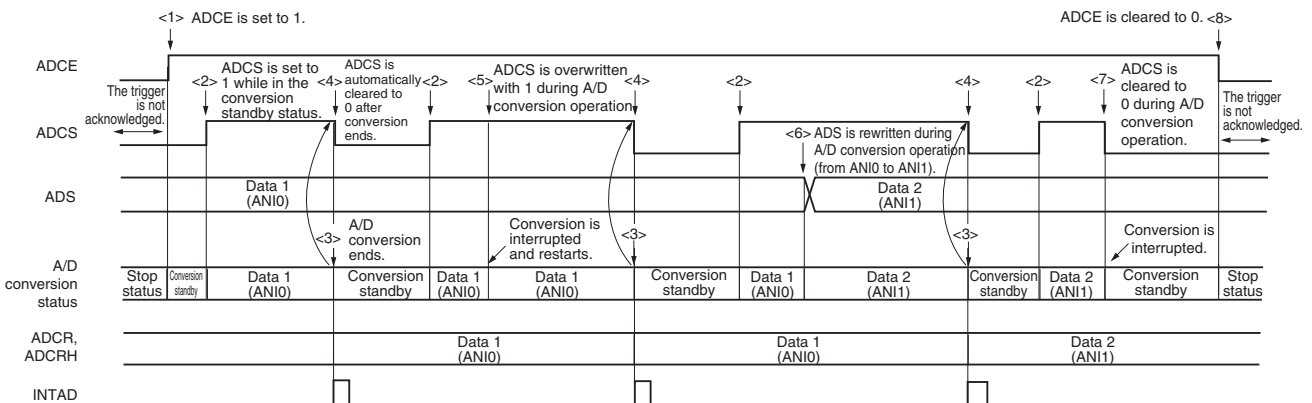 <1> ADCE is set to 1.
ADCE is cleared to 0. <8>
ADCE
The trigger
is not
acknowledged.
<2>
ADCS is set to
1 while in the
conversion
standby status.
<4>
ADCS is
automatically
cleared to
0 after
conversion
ends.
<2>
<5>
ADCS is overwritten
with 1 during A/D
conversion operation
<4>
<2>
<4>
<2>
<7>
ADCS is
cleared to
0 during A/D
conversion
operation.
The trigger
is not
acknowledged.
ADCS
<6> ADS is rewritten during
A/D conversion operation
(from ANI0 to ANI1).
ADS
Data 1
(ANI0)
Data 2
(ANI1)
<3>
A/D
conversion
ends.
Conversion is
interrupted
and restarts.
<3>
<3>
Conversion is
interrupted.
A/D
conversion
status
Stop
status
Conversion
standby
Data 1
(ANI0)
Conversion
standby
Data 1
(ANI0)
Data 1
(ANI0)
Conversion
standby
Data 1
(ANI0)
Data 2
(ANI1)
Conversion
standby
Data 2
(ANI1)
Conversion
standby
Stop
status
ADCR,
ADCRH
Data 1
(ANI0)
Data 1
(ANI0)
Data 2
(ANI1)
INTAD